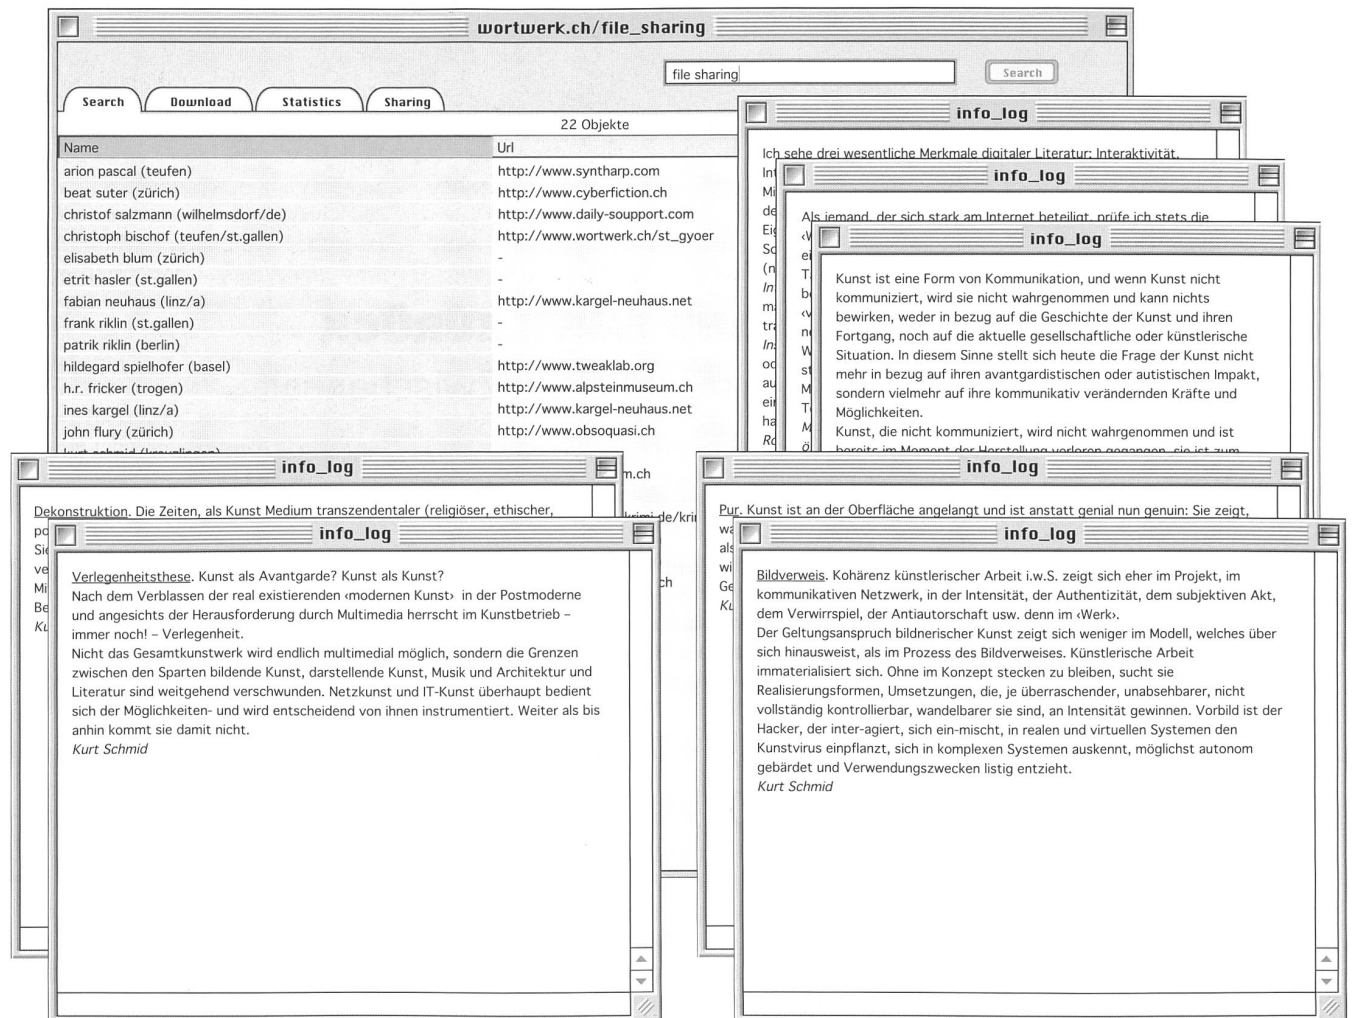 wortwerk.ch/file_sharing
file sharing
Search
Search
Download
Statistics
Sharing
22 Objekte
Name
Url
arion pascal (teufen)
http://www.syntharp.com
beat suter (zürich)
http://www.cyberfiction.ch
christof salzmann (wilhelmsdorf/de)
http://www.daily-soupport.com
christoph bischof (teufen/st.gallen)
http://www.wortwerk.ch/st_gyoer
elisabeth blum (zürich)
-
etrit hasler (st.gallen)
-
fabian neuhaus (linz/a)
http://www.kargel-neuhaus.net
frank riklin (st.gallen)
-
patrik riklin (berlin)
-
hildegard spielhofer (basel)
http://www.tweaklab.org
h.r. fricker (trogen)
http://www.alpsteinmuseum.ch
ines kargel (linz/a)
http://www.kargel-neuhaus.net
john flury (zürich)
http://www.obsoquasi.ch
kurt schmid (kreuzlingen)
m.ch
krimi.de/kri
ch
info_log
Ich sehe drei wesentliche Merkmale digitaler Literatur: Interaktivität,
info_log
Als jemand, der sich stark am Internet beteiligt, prüfe ich stets die
info_log
Kunst ist eine Form von Kommunikation, und wenn Kunst nicht
kommuniziert, wird sie nicht wahrgenommen und kann nichts
bewirken, weder in bezug auf die Geschichte der Kunst und ihren
Fortgang, noch auf die aktuelle gesellschaftliche oder künstlerische
Situation. In diesem Sinne stellt sich heute die Frage der Kunst nicht
mehr in bezug auf ihren avantgardistischen oder autistischen Impakt,
sondern vielmehr auf ihre kommunikativ verändernden Kräfte und
Möglichkeiten.
Kunst, die nicht kommuniziert, wird nicht wahrgenommen und ist
bereits im Moment der Herstellung verloren gegangen, sie ist zum
info_log
Dekonstruktion. Die Zeiten, als Kunst Medium transzendentaler (religiöser, ethischer,
info_log
Verlegenheitsthese. Kunst als Avantgarde? Kunst als Kunst?
Nach dem Verblassen der real existierenden ‹modernen Kunst› in der Postmoderne
und angesichts der Herausforderung durch Multimedia herrscht im Kunstbetrieb –
immer noch! – Verlegenheit.
Nicht das Gesamtkunstwerk wird endlich multimedial möglich, sondern die Grenzen
zwischen den Sparten bildende Kunst, darstellende Kunst, Musik und Architektur und
Literatur sind weitgehend verschwunden. Netzkunst und IT-Kunst überhaupt bedient
sich der Möglichkeiten- und wird entscheidend von ihnen instrumentiert. Weiter als bis
anhin kommt sie damit nicht.
Kurt Schmid
info_log
Pur. Kunst ist an der Oberfläche angelangt und ist anstatt genial nun genuin: Sie zeigt,
info_log
Bildverweis. Kohärenz künstlerischer Arbeit i.w.S. zeigt sich eher im Projekt, im
kommunikativen Netzwerk, in der Intensität, der Authentizität, dem subjektiven Akt,
dem Verwirrspiel, der Antiautorschaft usw. denn im ‹Werk›.
Der Geltungsanspruch bildnerischer Kunst zeigt sich weniger im Modell, welches über
sich hinausweist, als im Prozess des Bildverweises. Künstlerische Arbeit
immaterialisiert sich. Ohne im Konzept stecken zu bleiben, sucht sie
Realisierungsformen, Umsetzungen, die, je überraschender, unabsehbarer, nicht
vollständig kontrollierbar, wandelbarer sie sind, an Intensität gewinnen. Vorbild ist der
Hacker, der inter-agiert, sich ein-mischt, in realen und virtuellen Systemen den
Kunstvirus einpflanzt, sich in komplexen Systemen auskennt, möglichst autonom
gebärdet und Verwendungszwecken listig entzieht.
Kurt Schmid